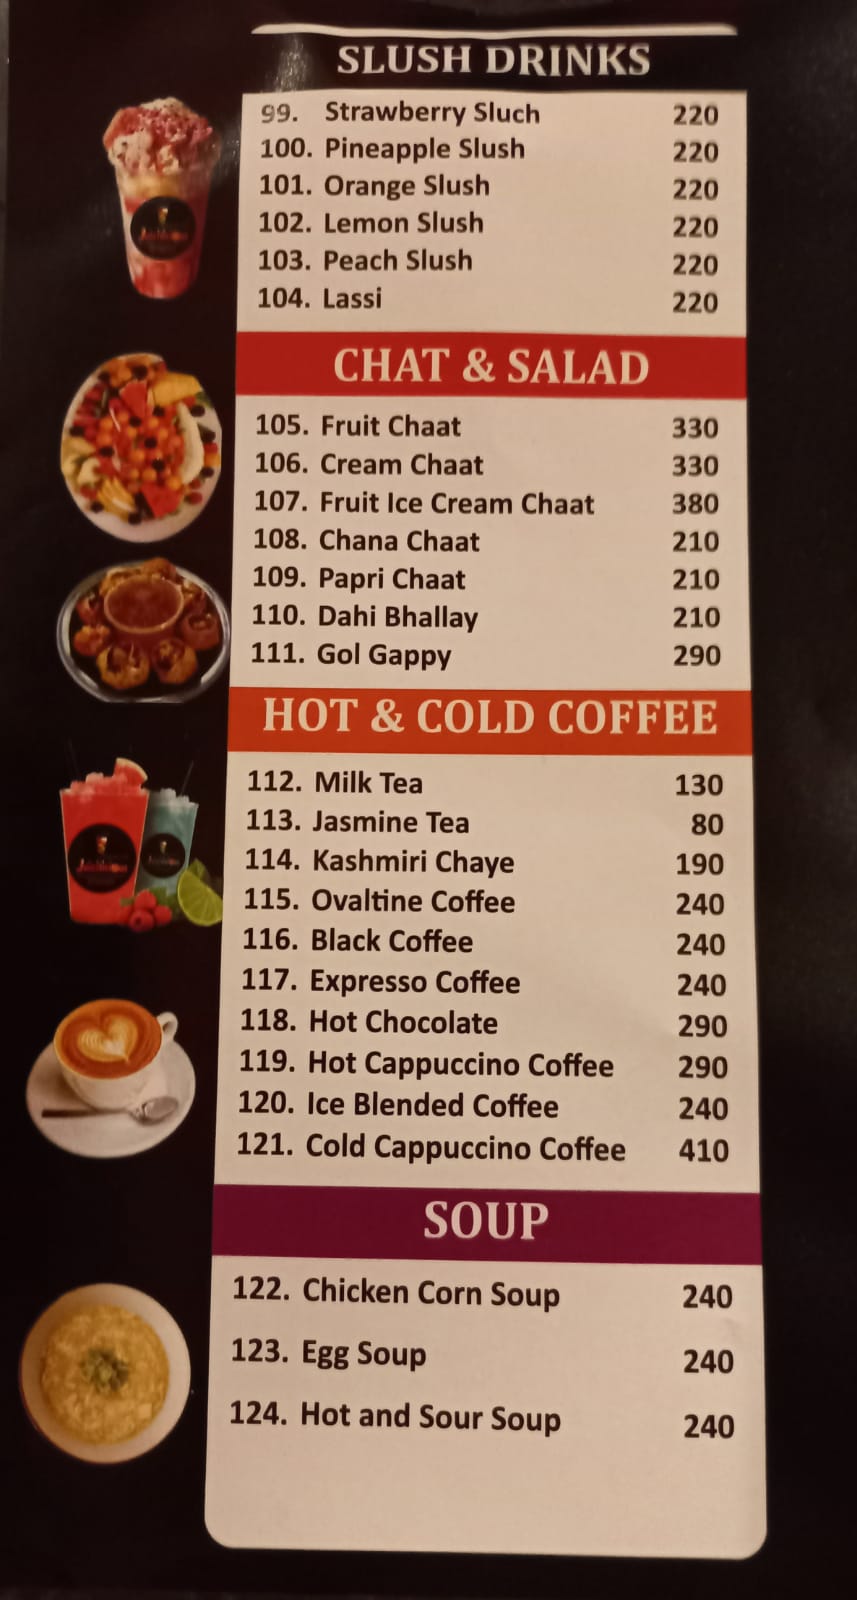 SLUSH DRINKS
99. Strawberry Sluch 220
100. Pineapple Slush 220
101. Orange Slush 220
102. Lemon Slush 220
103. Peach Slush 220
104. Lassi 220
CHAT & SALAD
105. Fruit Chaat 330
106. Cream Chaat 330
107. Fruit Ice Cream Chaat 380
108. Chana Chaat 210
109. Papri Chaat 210
110. Dahi Bhallay 210
111. Gol Gappy 290
HOT & COLD COFFEE
112. Milk Tea 130
113. Jasmine Tea 80
114. Kashmiri Chaye 190
115. Ovaltine Coffee 240
116. Black Coffee 240
117. Expresso Coffee 240
118. Hot Chocolate 290
119. Hot Cappuccino Coffee 290
120. Ice Blended Coffee 240
121. Cold Cappuccino Coffee 410
SOUP
122. Chicken Corn Soup 240
123. Egg Soup 240
124. Hot and Sour Soup 240